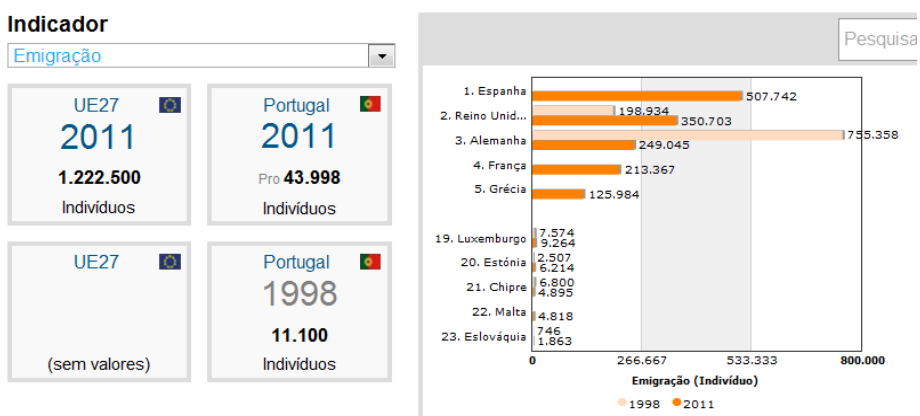 Indicador
Emigração
UE27
2011
1.222.500
Indivíduos
Portugal
2011
Pro 43.998
Indivíduos
UE27
(sem valores)
Portugal
1998
11.100
Indivíduos
Pesquisa
1. Espanha
507.742
2. Reino Unid...
198.934
350.703
3. Alemanha
755.358
249.045
4. França
213.367
5. Grécia
125.984
19. Luxemburgo
7.574
9.264
20. Estónia
2.507
6.214
21. Chipre
6.800
4.895
22. Malta
4.818
23. Eslováquia
746
1.863
0 266.667 533.333 800.000
Emigração (Indivíduo)
1998 2011